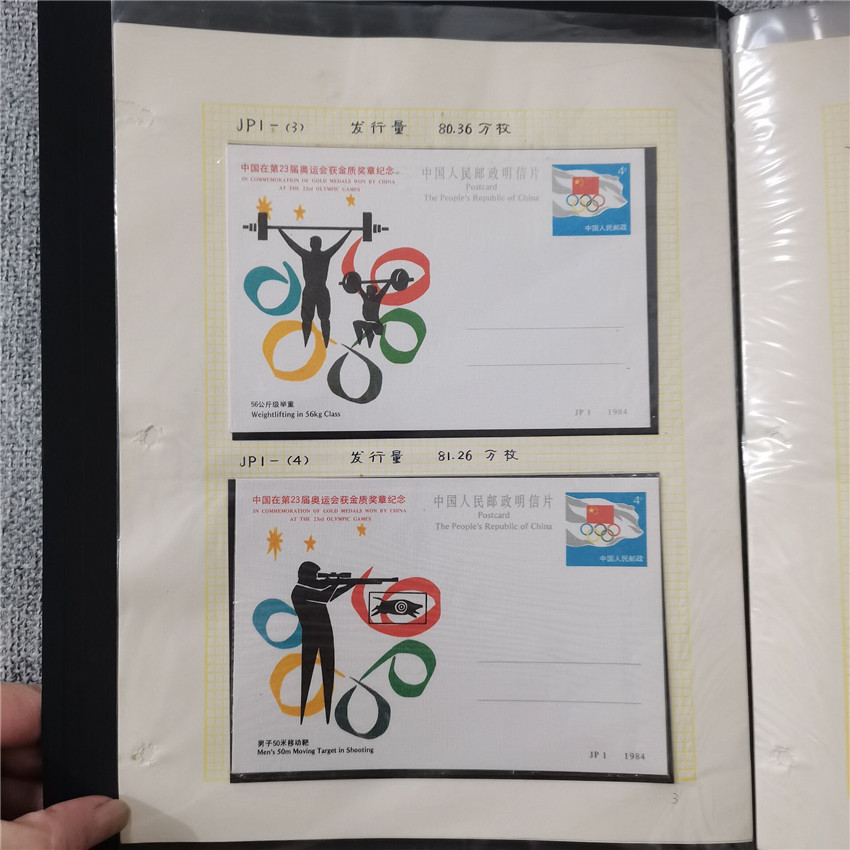 JP1-(3) 发行量 80.36万枚
中国在第23届奥运会获金质奖章纪念
IN COMMEMORATION OF GOLD MEDALS WON BY CHINA
AT THE 23rd OLYMPIC GAMES
中国人民邮政明信片
Postcard
The People's Republic of China
4分
中国人民邮政
56公斤级举重
Weightlifting in 56kg Class
JP1 1984
JP1-(4) 发行量 81.26万枚
中国在第23届奥运会获金质奖章纪念
IN COMMEMORATION OF GOLD MEDALS WON BY CHINA
AT THE 23rd OLYMPIC GAMES
中国人民邮政明信片
Postcard
The People's Republic of China
4分
中国人民邮政
男子50米移动靶
Men's 50m Moving Target in Shooting
JP1 1984
3